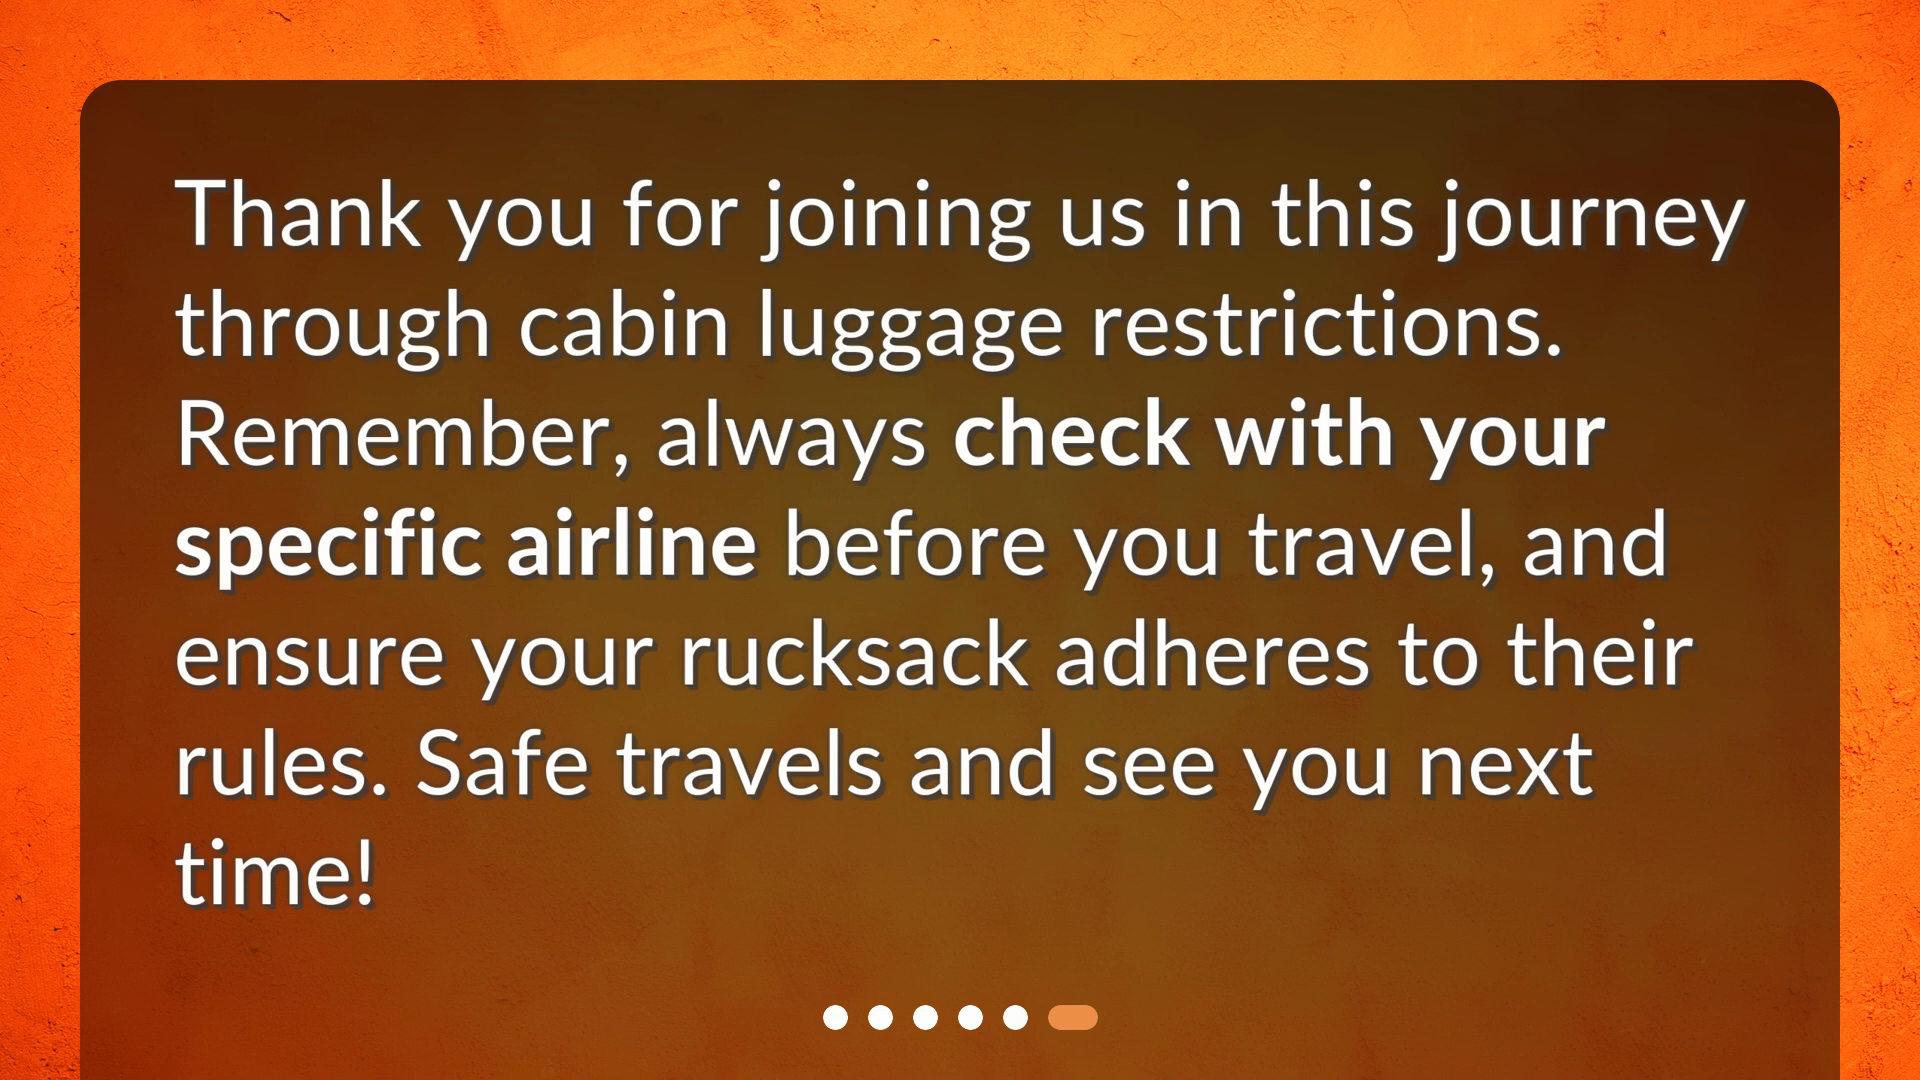 Thank you for joining us in this journey
through cabin luggage restrictions.
Remember, always check with your
specific airline before you travel, and
ensure your rucksack adheres to their
rules. Safe travels and see you next
time!